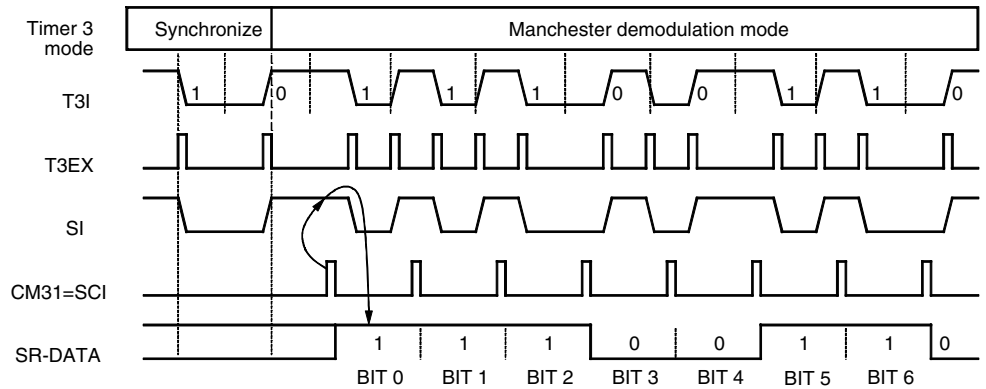 Timer 3 mode
Synchronize
Manchester demodulation mode
T3I
1 0 1 1 1 0 0 1 1 0
T3EX
SI
CM31=SCI
SR-DATA
1 1 1 0 0 1 1 0
BIT 0 BIT 1 BIT 2 BIT 3 BIT 4 BIT 5 BIT 6